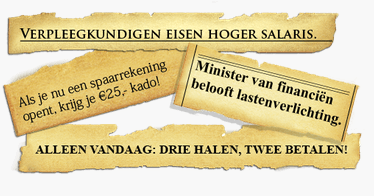 VERPLEEGKUNDIGEN EISEN HOGER SALARIS.
Als je nu een spaarrekening
opent, krijg je €25,- kado!
Minister van financiën
belooft lastenverlichting.
ALLEEN VANDAAG: DRIE HALEN, TWEE BETALEN!